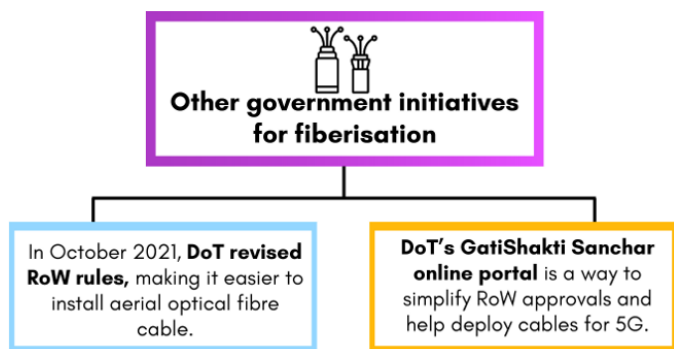 Other government initiatives
for fiberisation
In October 2021, DoT revised
RoW rules, making it easier to
install aerial optical fibre
cable.
DoT's GatiShakti Sanchar
online portal is a way to
simplify RoW approvals and
help deploy cables for 5G.